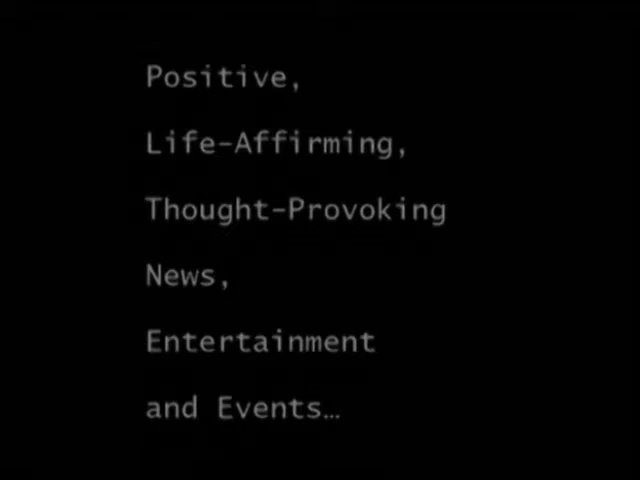 Positive,
Life-Affirming,
Thought-Provoking
News,
Entertainment
and Events…